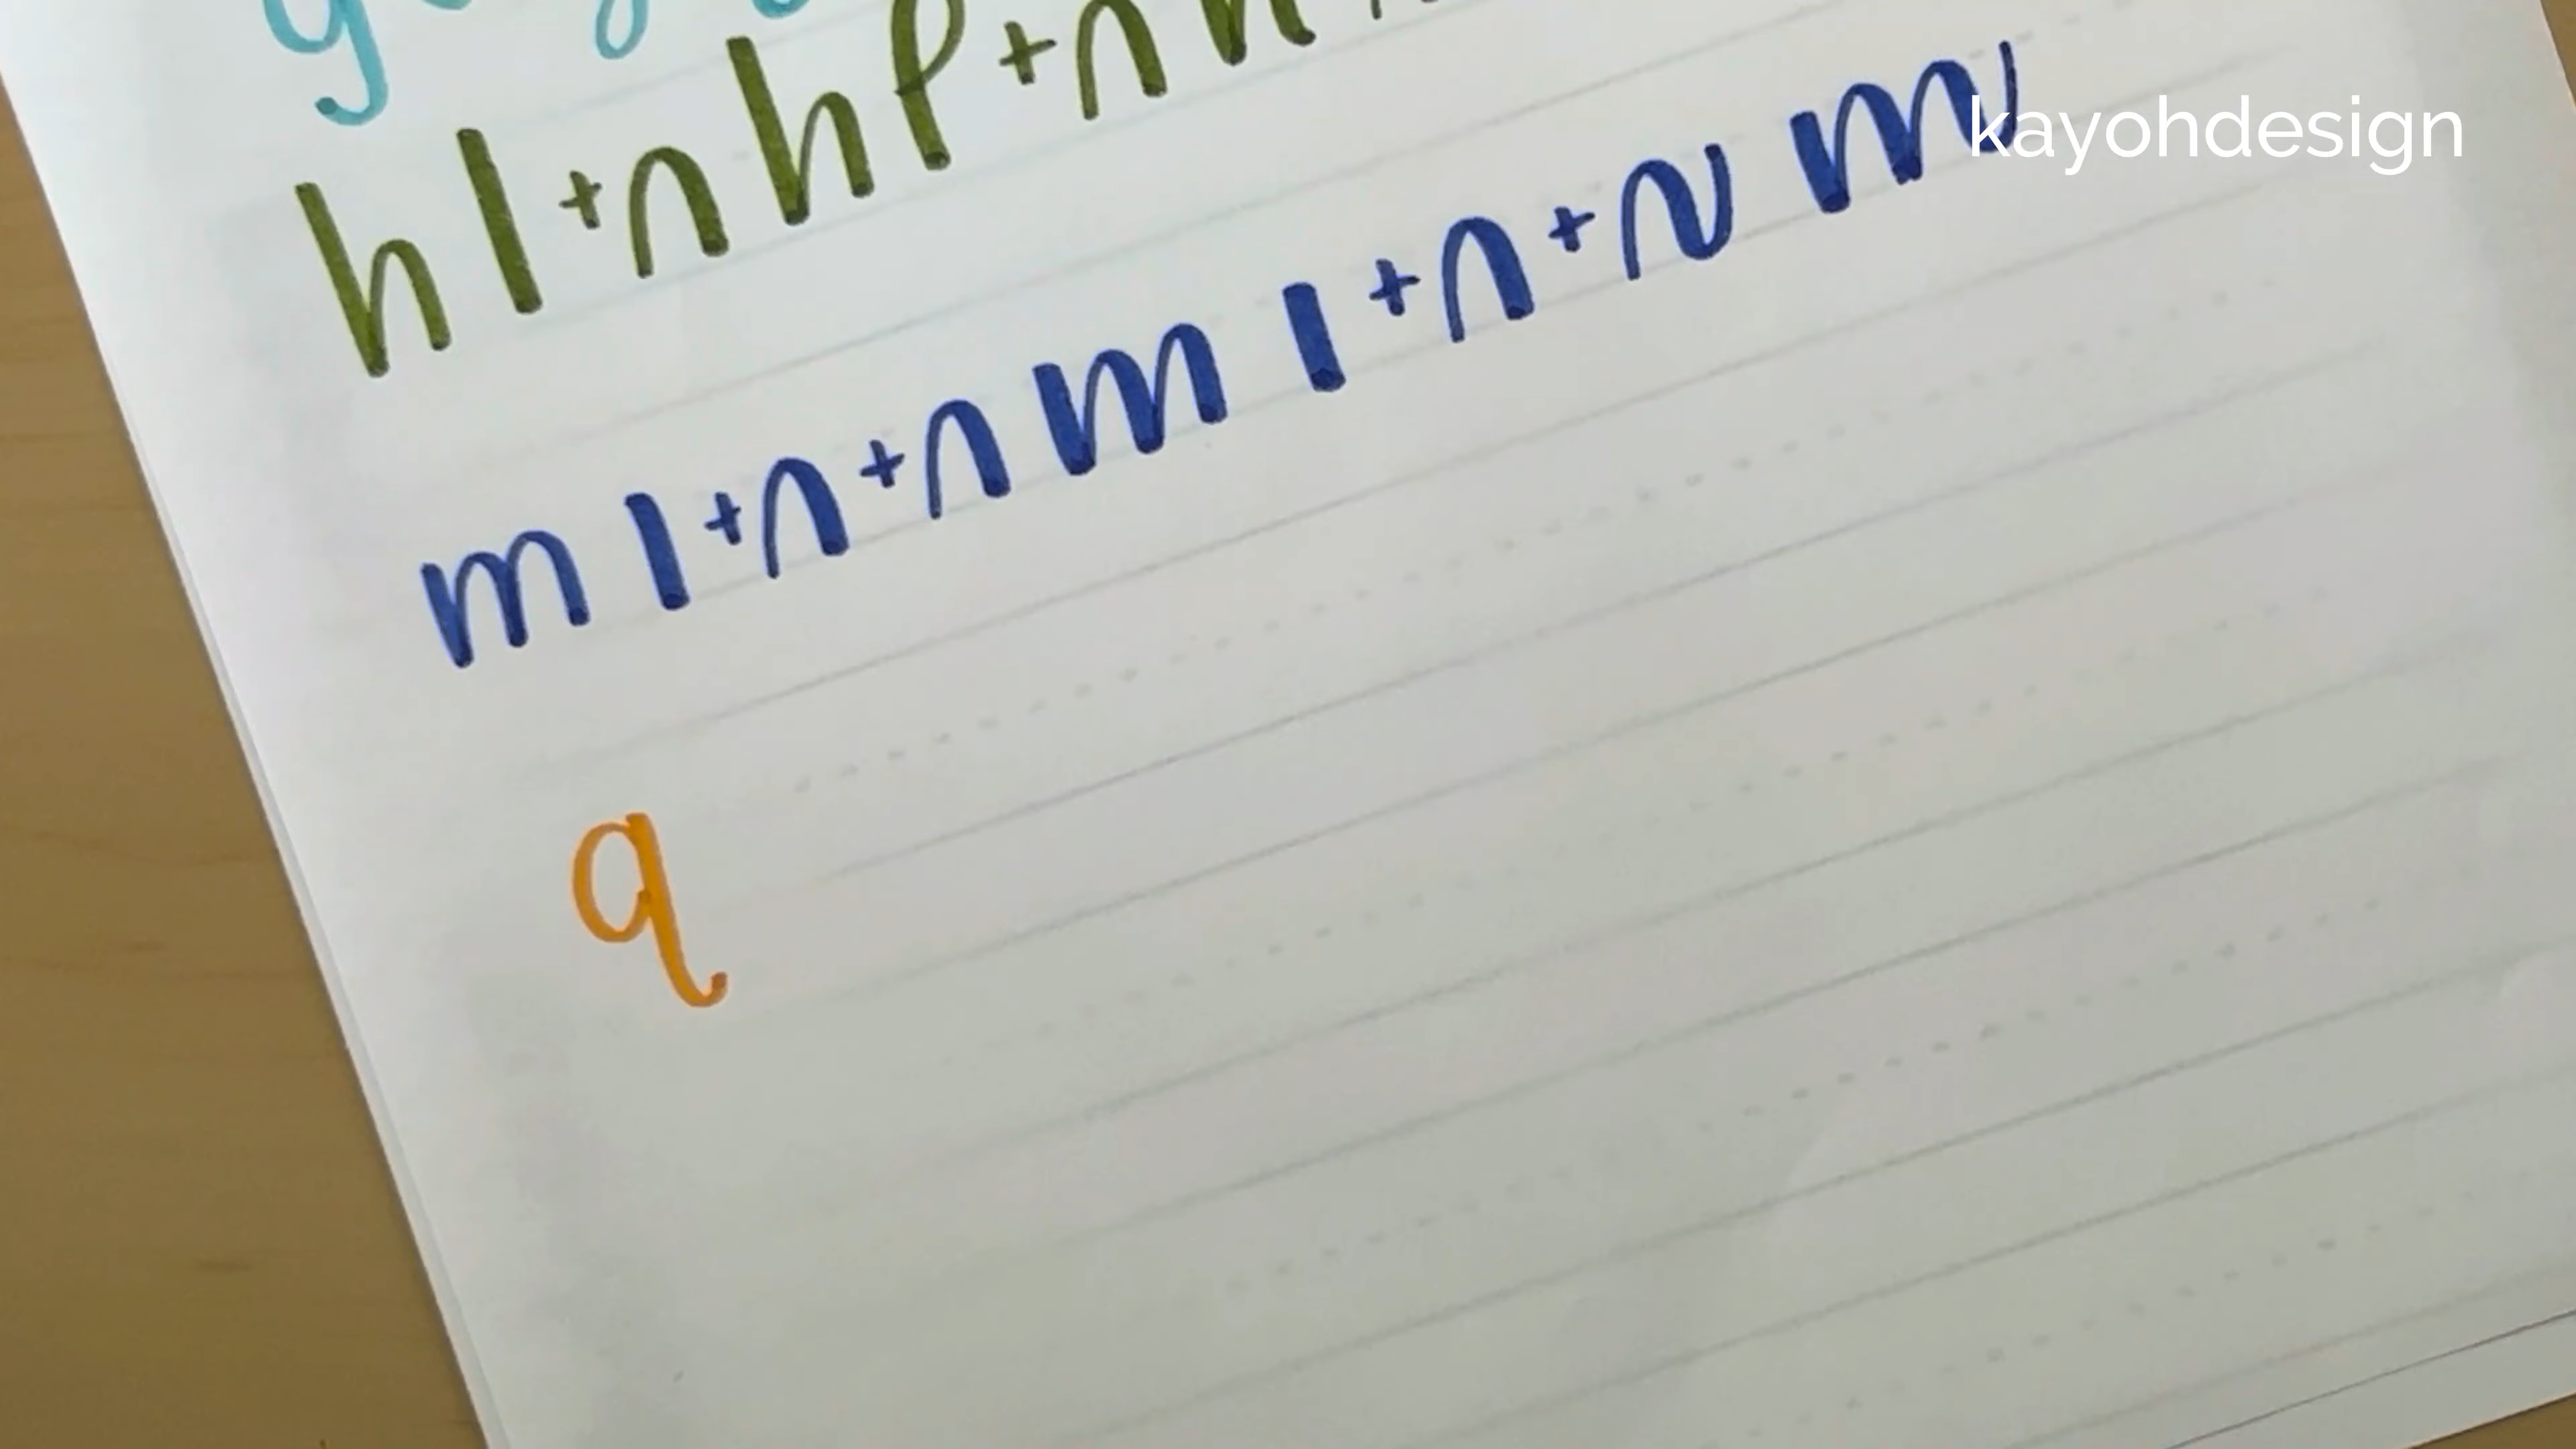 y
h l + n h l + n h
m l + n + n m l + n + n m
q
kayohdesign